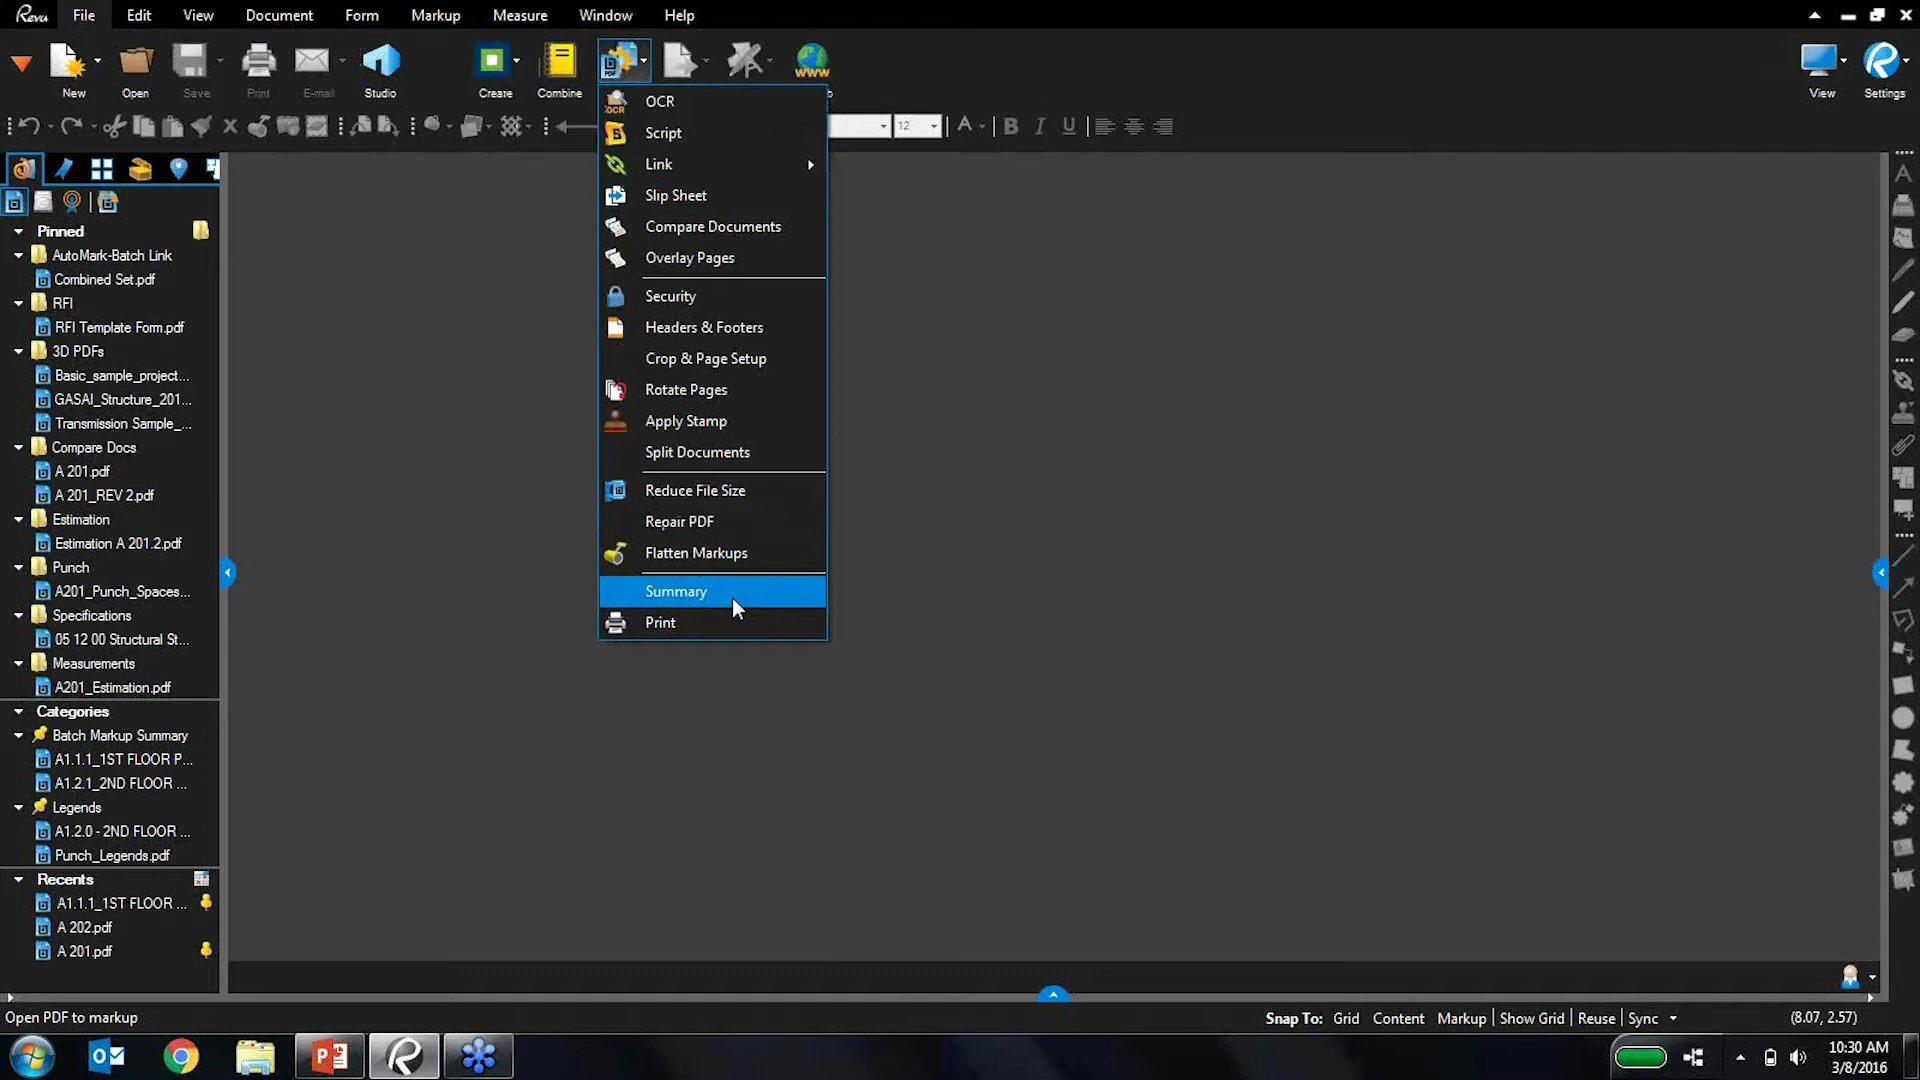 Revu File Edit View Document Form Markup Measure Window Help
New Open Save Print E-mail Studio Create Combine WWW View Settings
12 A B I U
OCR
Script
Link
Slip Sheet
Compare Documents
Overlay Pages
Security
Headers & Footers
Crop & Page Setup
Rotate Pages
Apply Stamp
Split Documents
Reduce File Size
Repair PDF
Flatten Markups
Summary
Print
Pinned
AutoMark-Batch Link
Combined Set.pdf
RFI
RFI Template Form.pdf
3D PDFs
Basic_sample_project...
GASAI_Structure_201...
Transmission Sample_...
Compare Docs
A 201.pdf
A 201_REV 2.pdf
Estimation
Estimation A 201.2.pdf
Punch
A201_Punch_Spaces...
Specifications
05 12 00 Structural St...
Measurements
A201_Estimation.pdf
Categories
Batch Markup Summary
A1.1.1_1ST FLOOR P...
A1.2.1_2ND FLOOR ...
Legends
A1.2.0 - 2ND FLOOR ...
Punch_Legends.pdf
Recents
A1.1.1_1ST FLOOR ...
A 202.pdf
A 201.pdf
Open PDF to markup
Snap To: Grid Content Markup Show Grid Reuse Sync (8.07, 2.57)
10:30 AM
3/8/2016